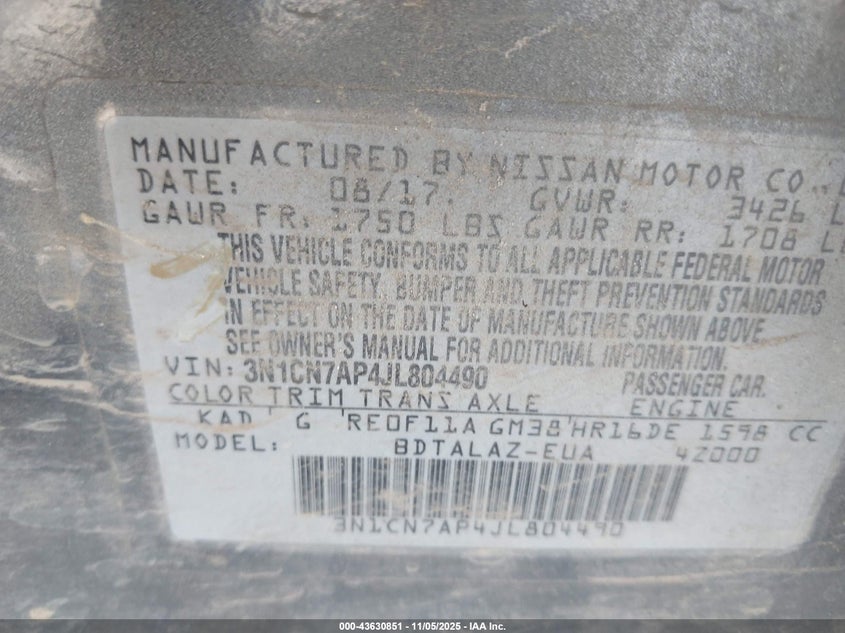 MANUFACTURED BY NISSAN MOTOR CO.,
DATE: 08/17. GVWR: 3426 L
GAWR FR: 1750 LBS GAWR RR: 1708 LB
THIS VEHICLE CONFORMS TO ALL APPLICABLE FEDERAL MOTOR
VEHICLE SAFETY, BUMPER AND THEFT PREVENTION STANDARDS
IN EFFECT ON THE DATE OF MANUFACTURE SHOWN ABOVE.
SEE OWNER'S MANUAL FOR ADDITIONAL INFORMATION.
VIN: 3N1CN7AP4JL804490 PASSENGER CAR.
COLOR TRIM TRANS AXLE ENGINE
KAD G RE0F11A GM38 HR16DE 1598 CC
MODEL: BDTALAZ-EUA 4Z000
3N1CN7AP4JL804490
000-43630851 - 11/05/2025 - IAA Inc.